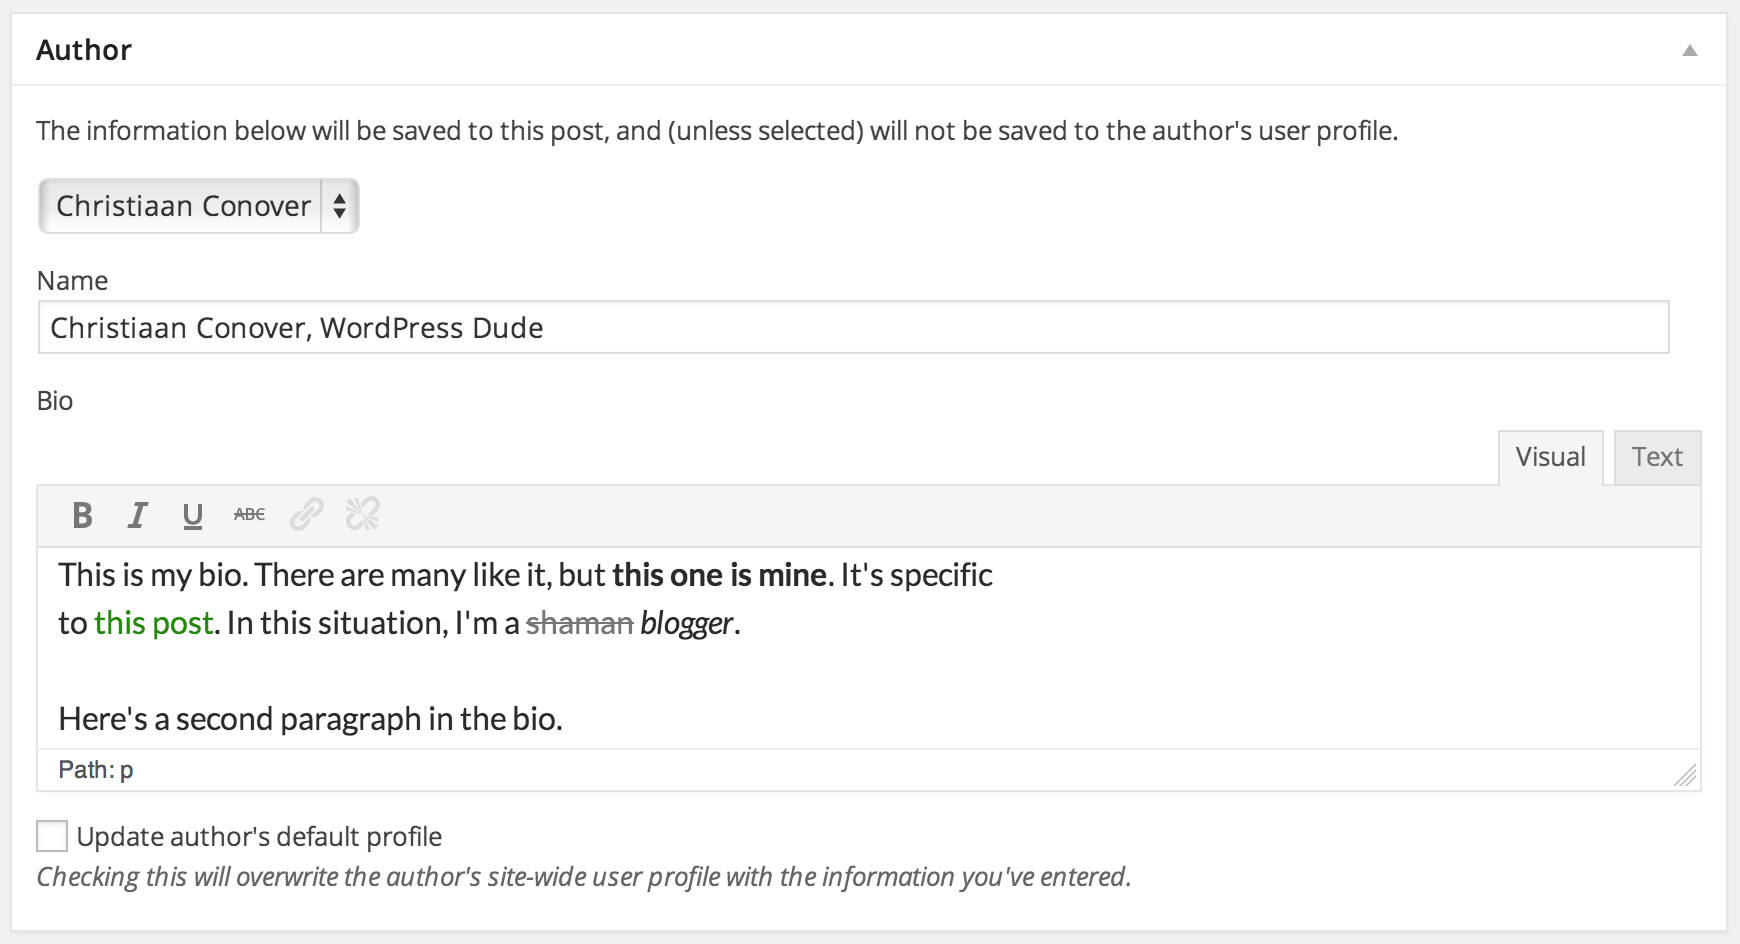 Author
The information below will be saved to this post, and (unless selected) will not be saved to the author's user profile.
Christiaan Conover
Name
Christiaan Conover, WordPress Dude
Bio
Visual Text
B I U ABC
This is my bio. There are many like it, but this one is mine. It's specific
to this post. In this situation, I'm a shaman blogger.
Here's a second paragraph in the bio.
Path: p
Update author's default profile
Checking this will overwrite the author's site-wide user profile with the information you've entered.